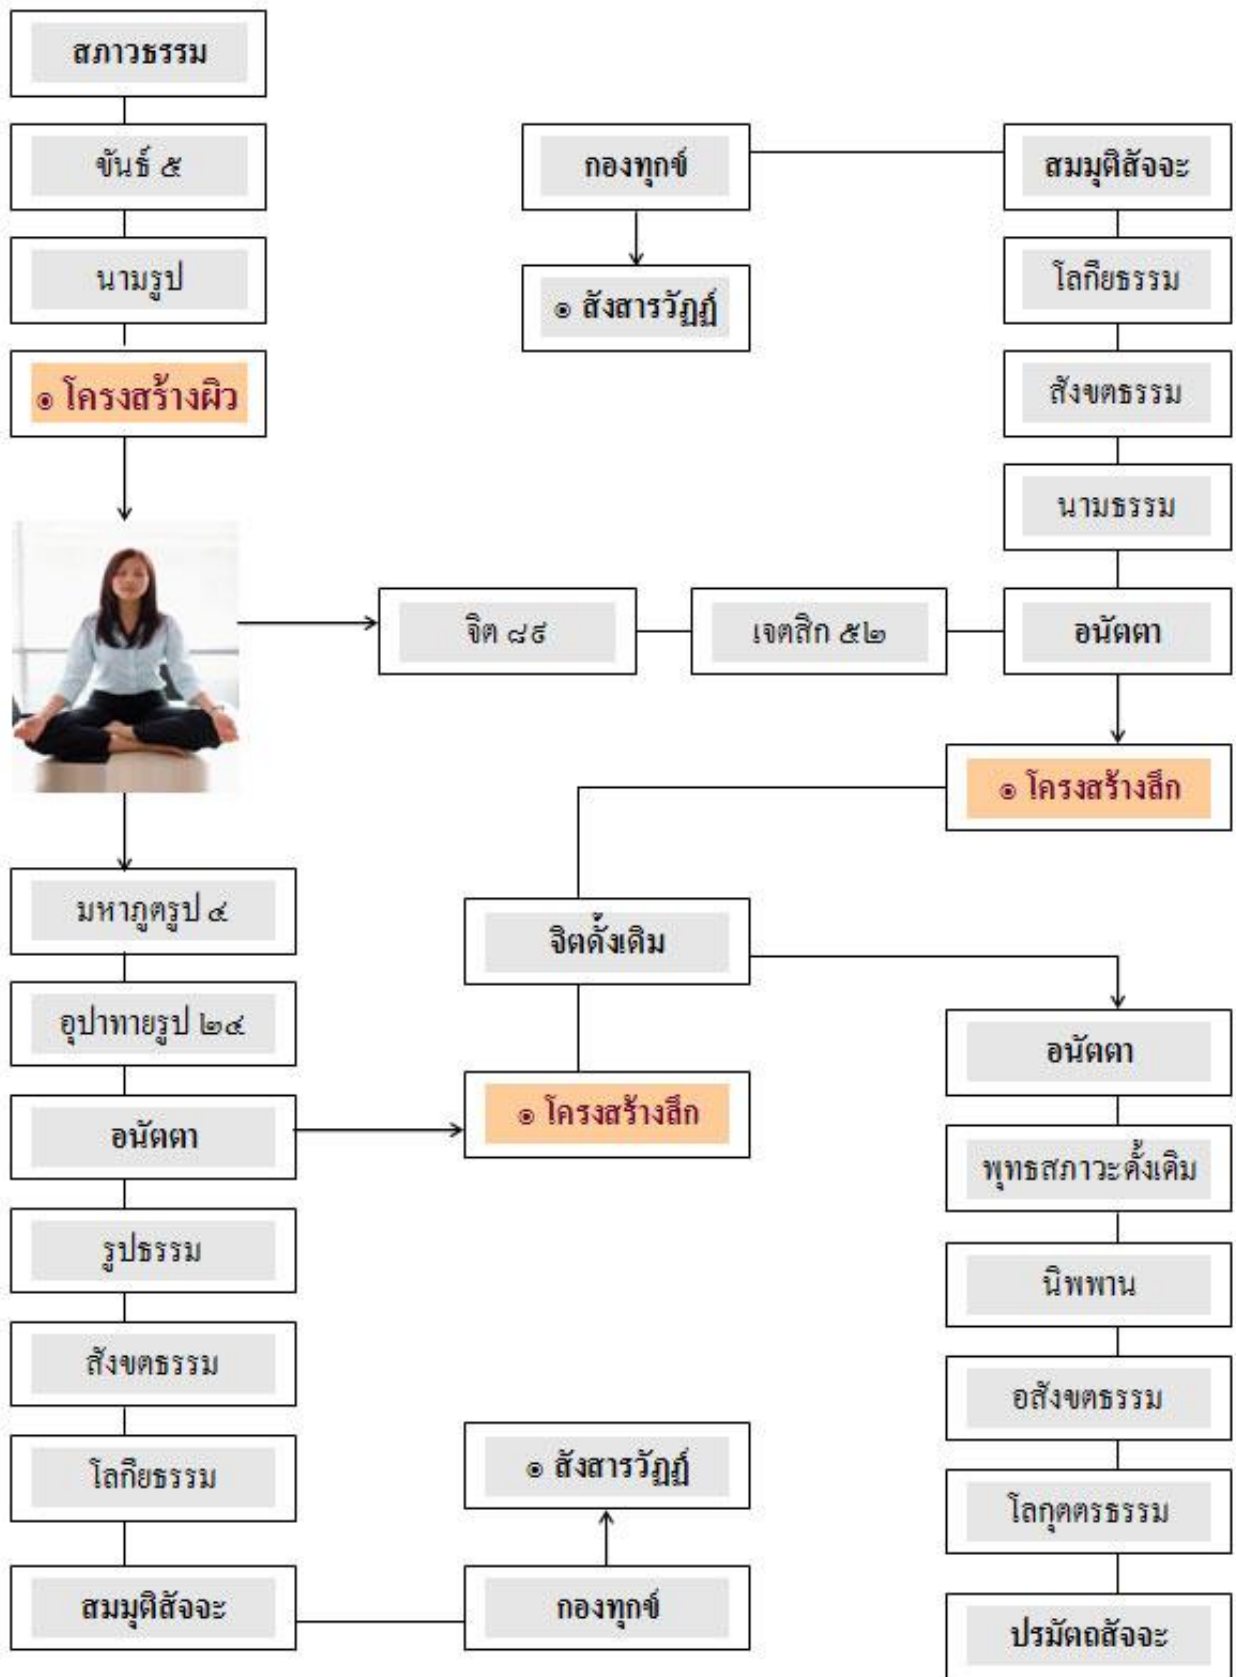 สภาวธรรม
ขันธ์ ๕
นามรูป
๏ โครงสร้างผิว
กองทุกข์
๏ สังสารวัฏฏ์
สมมุติสัจจะ
โลกียธรรม
สังขตธรรม
นามธรรม
จิต ๘๙
เจตสิก ๕๒
อนัตตา
๏ โครงสร้างลึก
มหาภูตรูป ๔
อุปาทายรูป ๒๔
อนัตตา
รูปธรรม
สังขตธรรม
โลกียธรรม
สมมุติสัจจะ
จิตดั้งเดิม
๏ โครงสร้างลึก
๏ สังสารวัฏฏ์
กองทุกข์
อนัตตา
พุทธสภาวะดั้งเดิม
นิพพาน
อสังขตธรรม
โลกุตตรธรรม
ปรมัตถสัจจะ